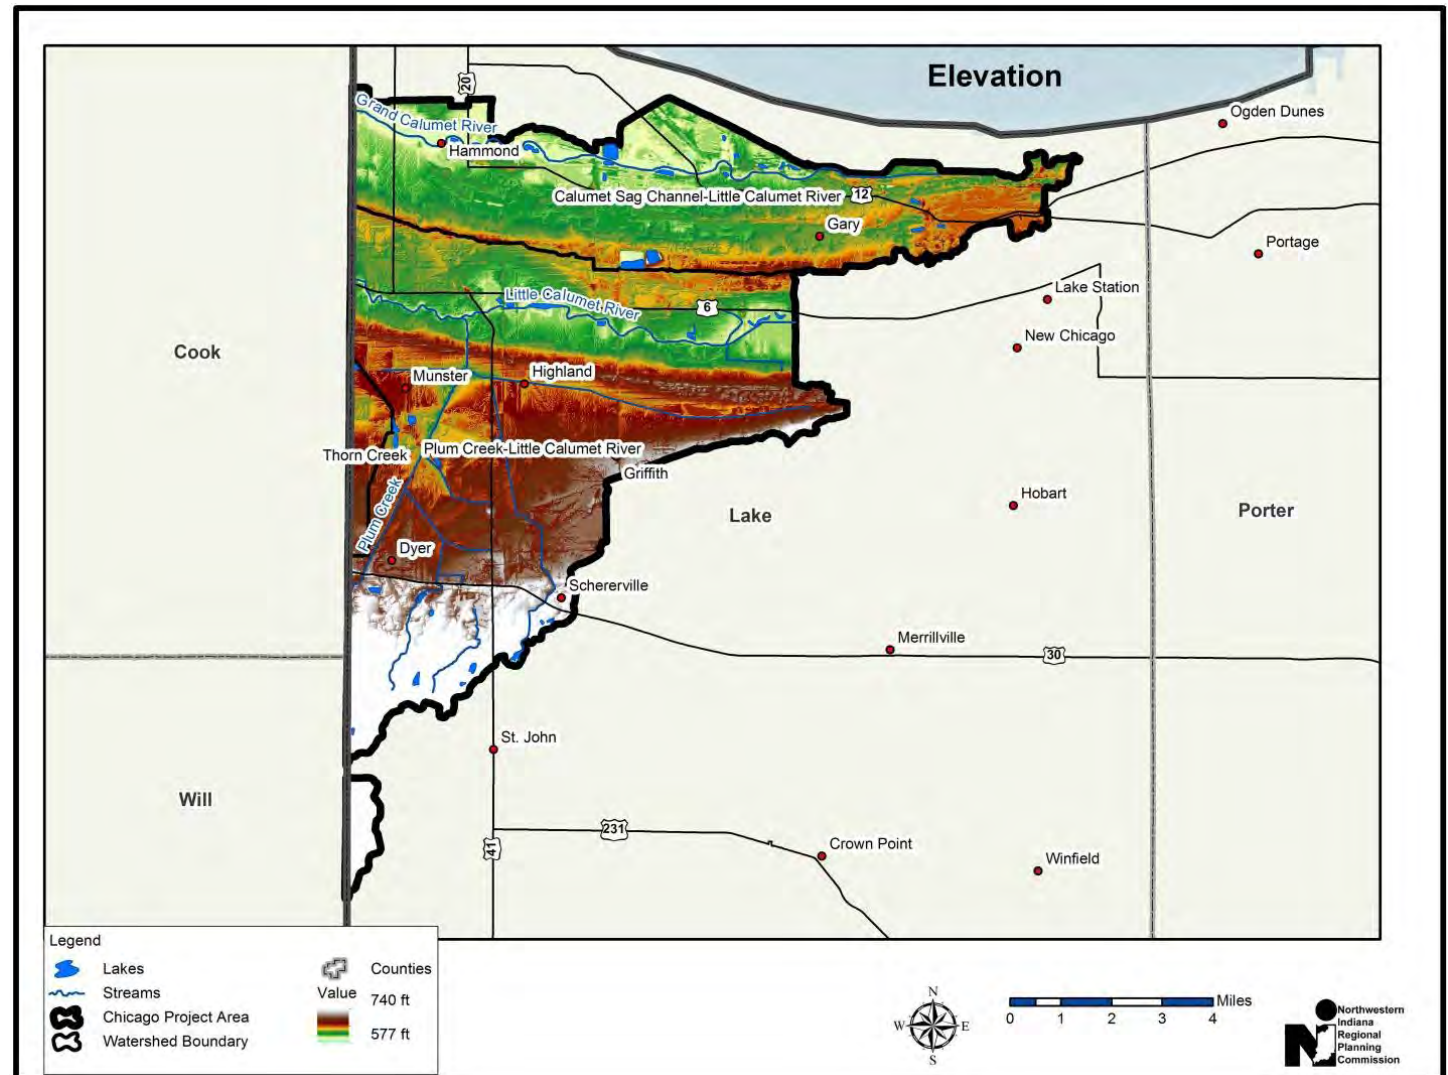 Elevation
20
Grand Calumet River
Hammond
Ogden Dunes
Calumet Sag Channel-Little Calumet River
12
Gary
Portage
Lake Station
Little Calumet River
6
New Chicago
Cook
Munster
Highland
Thorn Creek
Plum Creek-Little Calumet River
Griffith
Plum Creek
Hobart
Lake
Porter
Dyer
Schererville
Merrillville
30
St. John
Will
231
41
Crown Point
Winfield
Legend
Lakes
Streams
Chicago Project Area
Watershed Boundary
Counties
Value
740 ft
577 ft
N
W
E
S
Miles
0 1 2 3 4
Northwestern
Indiana
Regional
Planning
Commission